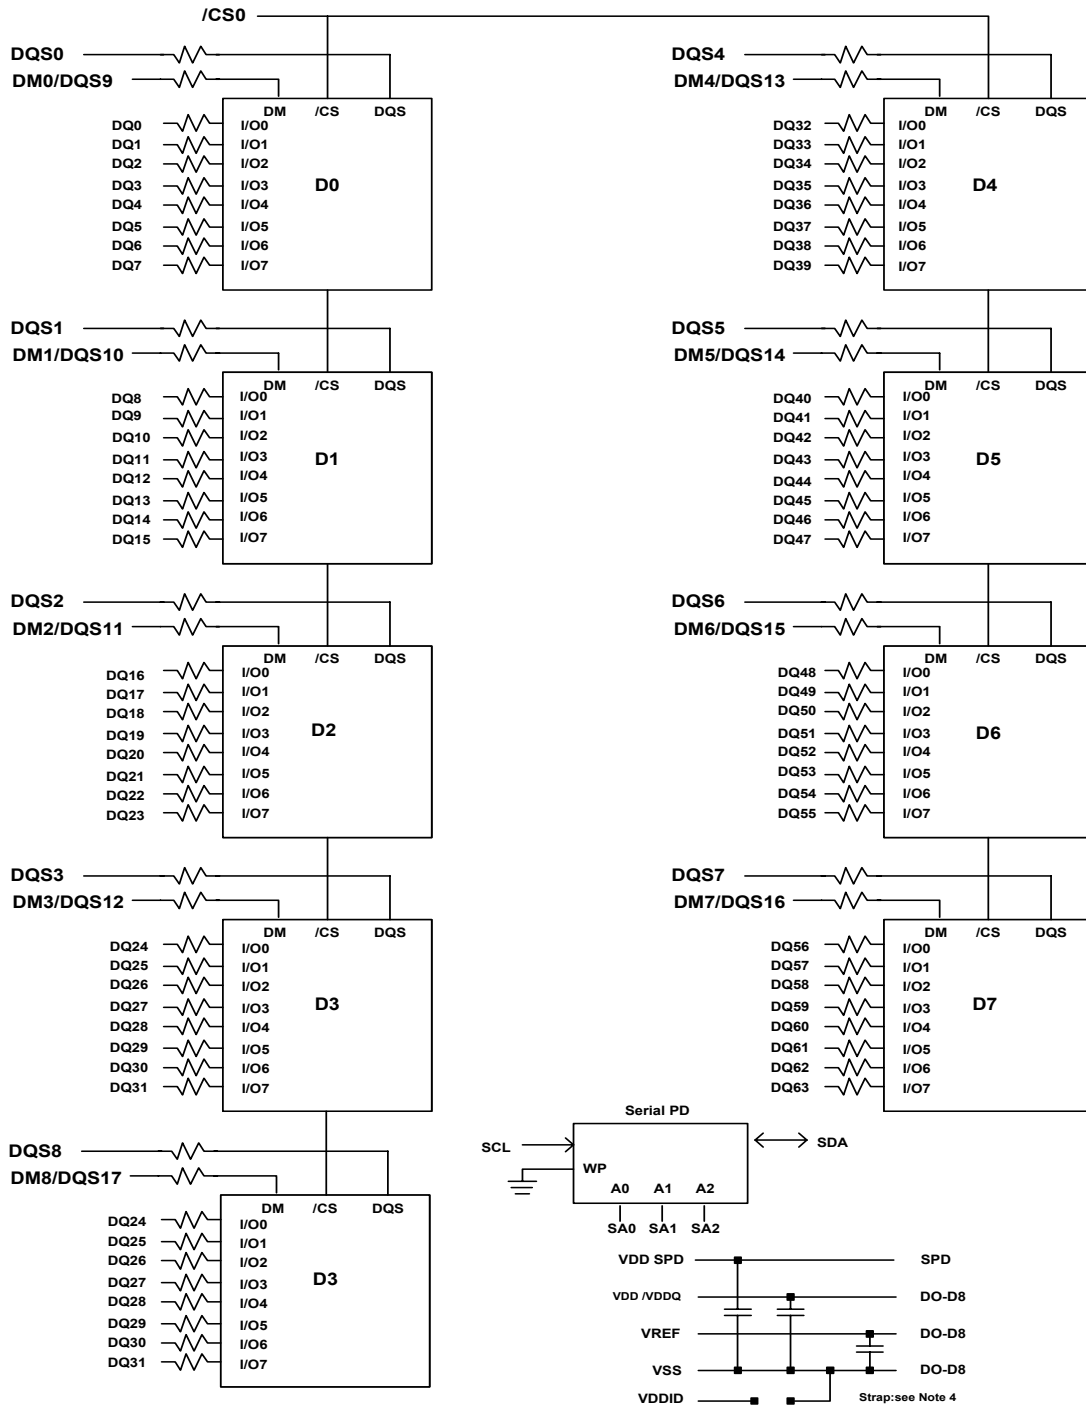 /CS0
DQS0
DM0/DQS9
DM /CS DQS
DQ0 I/O0
DQ1 I/O1
DQ2 I/O2
DQ3 I/O3
DQ4 I/O4
DQ5 I/O5
DQ6 I/O6
DQ7 I/O7
D0
DQS1
DM1/DQS10
DM /CS DQS
DQ8 I/O0
DQ9 I/O1
DQ10 I/O2
DQ11 I/O3
DQ12 I/O4
DQ13 I/O5
DQ14 I/O6
DQ15 I/O7
D1
DQS2
DM2/DQS11
DM /CS DQS
DQ16 I/O0
DQ17 I/O1
DQ18 I/O2
DQ19 I/O3
DQ20 I/O4
DQ21 I/O5
DQ22 I/O6
DQ23 I/O7
D2
DQS3
DM3/DQS12
DM /CS DQS
DQ24 I/O0
DQ25 I/O1
DQ26 I/O2
DQ27 I/O3
DQ28 I/O4
DQ29 I/O5
DQ30 I/O6
DQ31 I/O7
D3
DQS8
DM8/DQS17
DM /CS DQS
DQ24 I/O0
DQ25 I/O1
DQ26 I/O2
DQ27 I/O3
DQ28 I/O4
DQ29 I/O5
DQ30 I/O6
DQ31 I/O7
D3
DQS4
DM4/DQS13
DM /CS DQS
DQ32 I/O0
DQ33 I/O1
DQ34 I/O2
DQ35 I/O3
DQ36 I/O4
DQ37 I/O5
DQ38 I/O6
DQ39 I/O7
D4
DQS5
DM5/DQS14
DM /CS DQS
DQ40 I/O0
DQ41 I/O1
DQ42 I/O2
DQ43 I/O3
DQ44 I/O4
DQ45 I/O5
DQ46 I/O6
DQ47 I/O7
D5
DQS6
DM6/DQS15
DM /CS DQS
DQ48 I/O0
DQ49 I/O1
DQ50 I/O2
DQ51 I/O3
DQ52 I/O4
DQ53 I/O5
DQ54 I/O6
DQ55 I/O7
D6
DQS7
DM7/DQS16
DM /CS DQS
DQ56 I/O0
DQ57 I/O1
DQ58 I/O2
DQ59 I/O3
DQ60 I/O4
DQ61 I/O5
DQ62 I/O6
DQ63 I/O7
D7
Serial PD
SCL SDA
WP
A0 A1 A2
SA0 SA1 SA2
VDD SPD SPD
VDD /VDDQ DO-D8
VREF DO-D8
VSS DO-D8
VDDID Strap:see Note 4